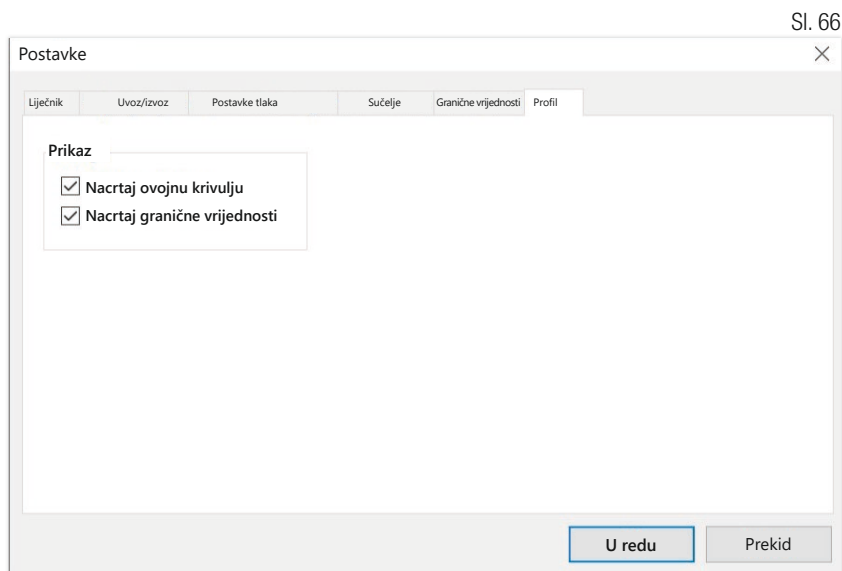 Sl. 66
Postavke
Liječnik Uvoz/izvoz Postavke tlaka Sučelje Granične vrijednosti Profil
Prikaz
Nacrtaj ovojnu krivulju
Nacrtaj granične vrijednosti
U redu Prekid